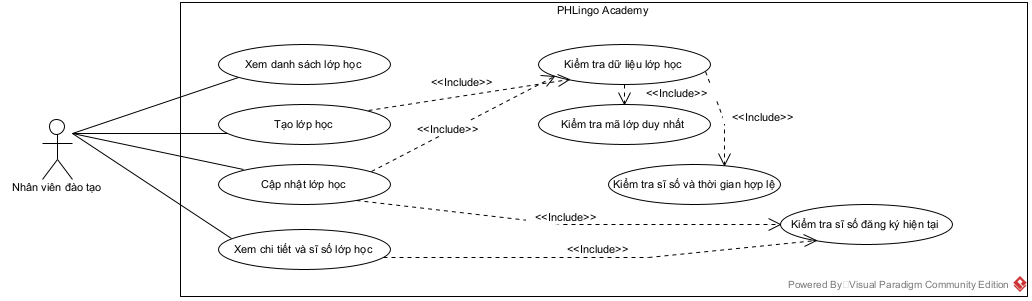 PHLingo Academy
Xem danh sách lớp học
Kiểm tra dữ liệu lớp học
<<Include>>
<<Include>>
Tạo lớp học
<<Include>>
Kiểm tra mã lớp duy nhất
<<Include>>
Nhân viên đào tạo
Cập nhật lớp học
Kiểm tra sĩ số và thời gian hợp lệ
<<Include>>
Kiểm tra sĩ số đăng ký hiện tại
Xem chi tiết và sĩ số lớp học
<<Include>>
Powered By Visual Paradigm Community Edition